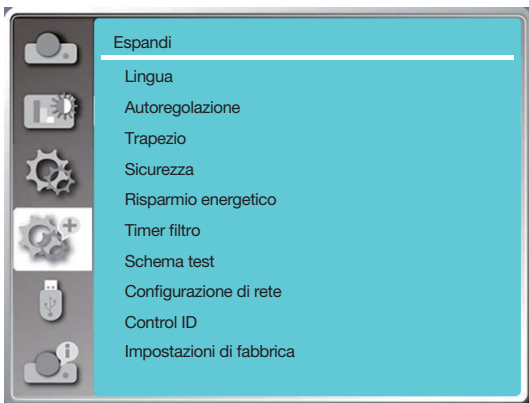 Espandi
Lingua
Autoregolazione
Trapezio
Sicurezza
Risparmio energetico
Timer filtro
Schema test
Configurazione di rete
Control ID
Impostazioni di fabbrica